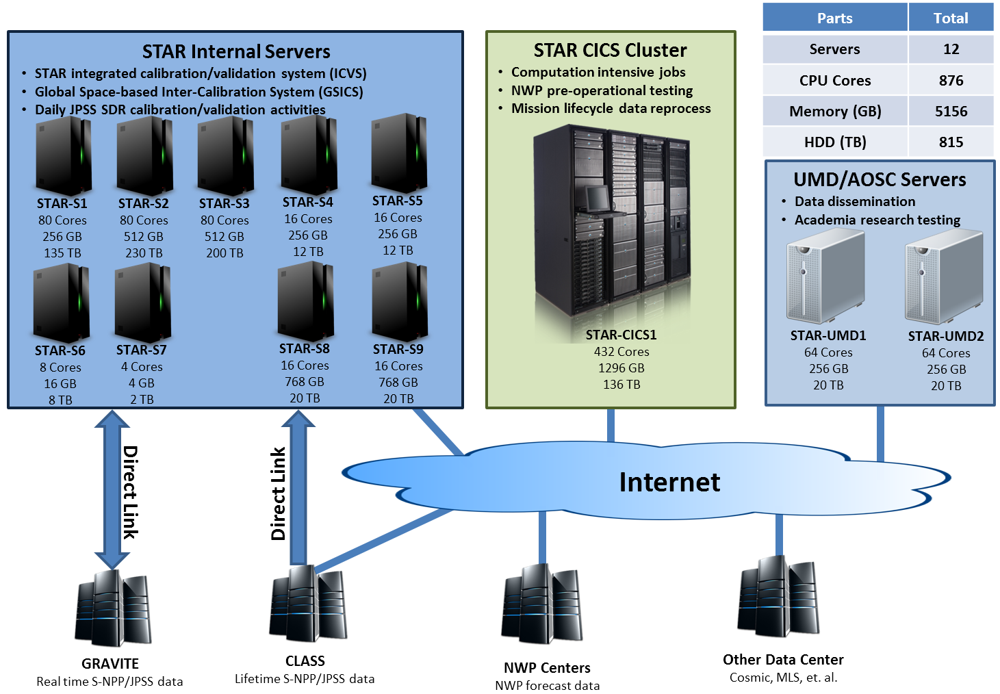 Parts Total
Servers 12
CPU Cores 876
Memory (GB) 5156
HDD (TB) 815
STAR Internal Servers
• STAR integrated calibration/validation system (ICVS)
• Global Space-based Inter-Calibration System (GSICS)
• Daily JPSS SDR calibration/validation activities
STAR-S1
80 Cores
256 GB
135 TB
STAR-S2
80 Cores
512 GB
230 TB
STAR-S3
80 Cores
512 GB
200 TB
STAR-S4
16 Cores
256 GB
12 TB
STAR-S5
16 Cores
256 GB
12 TB
STAR-S6
8 Cores
16 GB
8 TB
STAR-S7
4 Cores
4 GB
2 TB
STAR-S8
16 Cores
768 GB
20 TB
STAR-S9
16 Cores
768 GB
20 TB
STAR CICS Cluster
• Computation intensive jobs
• NWP pre-operational testing
• Mission lifecycle data reprocess
STAR-CICS1
432 Cores
1296 GB
136 TB
UMD/AOSC Servers
• Data dissemination
• Academia research testing
STAR-UMD1
64 Cores
256 GB
20 TB
STAR-UMD2
64 Cores
256 GB
20 TB
Direct Link
Direct Link
Internet
GRAVITE
Real time S-NPP/JPSS data
CLASS
Lifetime S-NPP/JPSS data
NWP Centers
NWP forecast data
Other Data Center
Cosmic, MLS, et. al.